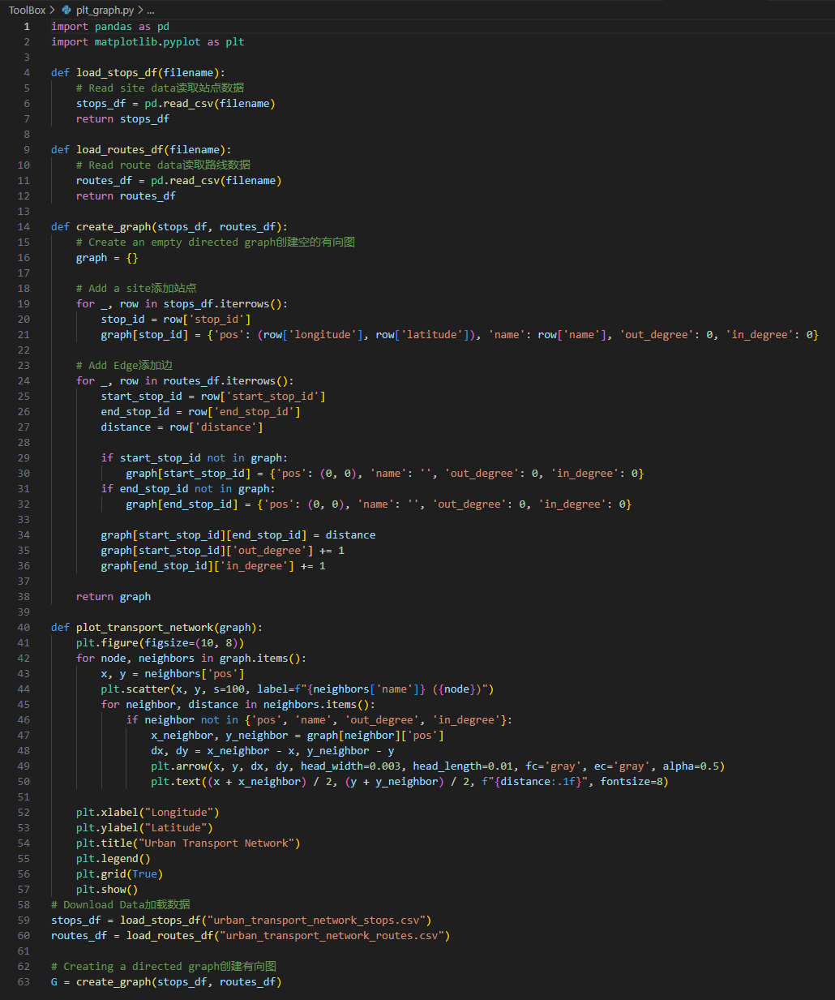 ToolBox > plt_graph.py > ...
1 import pandas as pd
2 import matplotlib.pyplot as plt
3
4 def load_stops_df(filename):
5     # Read site data读取站点数据
6     stops_df = pd.read_csv(filename)
7     return stops_df
8
9 def load_routes_df(filename):
10     # Read route data读取路线数据
11     routes_df = pd.read_csv(filename)
12     return routes_df
13
14 def create_graph(stops_df, routes_df):
15     # Create an empty directed graph创建空的有向图
16     graph = {}
17
18     # Add a site添加站点
19     for _, row in stops_df.iterrows():
20         stop_id = row['stop_id']
21         graph[stop_id] = {'pos': (row['longitude'], row['latitude']), 'name': row['name'], 'out_degree': 0, 'in_degree': 0}
22
23     # Add Edge添加边
24     for _, row in routes_df.iterrows():
25         start_stop_id = row['start_stop_id']
26         end_stop_id = row['end_stop_id']
27         distance = row['distance']
28
29         if start_stop_id not in graph:
30             graph[start_stop_id] = {'pos': (0, 0), 'name': '', 'out_degree': 0, 'in_degree': 0}
31         if end_stop_id not in graph:
32             graph[end_stop_id] = {'pos': (0, 0), 'name': '', 'out_degree': 0, 'in_degree': 0}
33
34         graph[start_stop_id][end_stop_id] = distance
35         graph[start_stop_id]['out_degree'] += 1
36         graph[end_stop_id]['in_degree'] += 1
37
38     return graph
39
40 def plot_transport_network(graph):
41     plt.figure(figsize=(10, 8))
42     for node, neighbors in graph.items():
43         x, y = neighbors['pos']
44         plt.scatter(x, y, s=100, label=f"{neighbors['name']} ({node})")
45         for neighbor, distance in neighbors.items():
46             if neighbor not in {'pos', 'name', 'out_degree', 'in_degree'}:
47                 x_neighbor, y_neighbor = graph[neighbor]['pos']
48                 dx, dy = x_neighbor - x, y_neighbor - y
49                 plt.arrow(x, y, dx, dy, head_width=0.003, head_length=0.01, fc='gray', ec='gray', alpha=0.5)
50                 plt.text((x + x_neighbor) / 2, (y + y_neighbor) / 2, f"{distance:.1f}", fontsize=8)
51
52     plt.xlabel("Longitude")
53     plt.ylabel("Latitude")
54     plt.title("Urban Transport Network")
55     plt.legend()
56     plt.grid(True)
57     plt.show()
58 # Download Data加载数据
59 stops_df = load_stops_df("urban_transport_network_stops.csv")
60 routes_df = load_routes_df("urban_transport_network_routes.csv")
61
62 # Creating a directed graph创建有向图
63 G = create_graph(stops_df, routes_df)